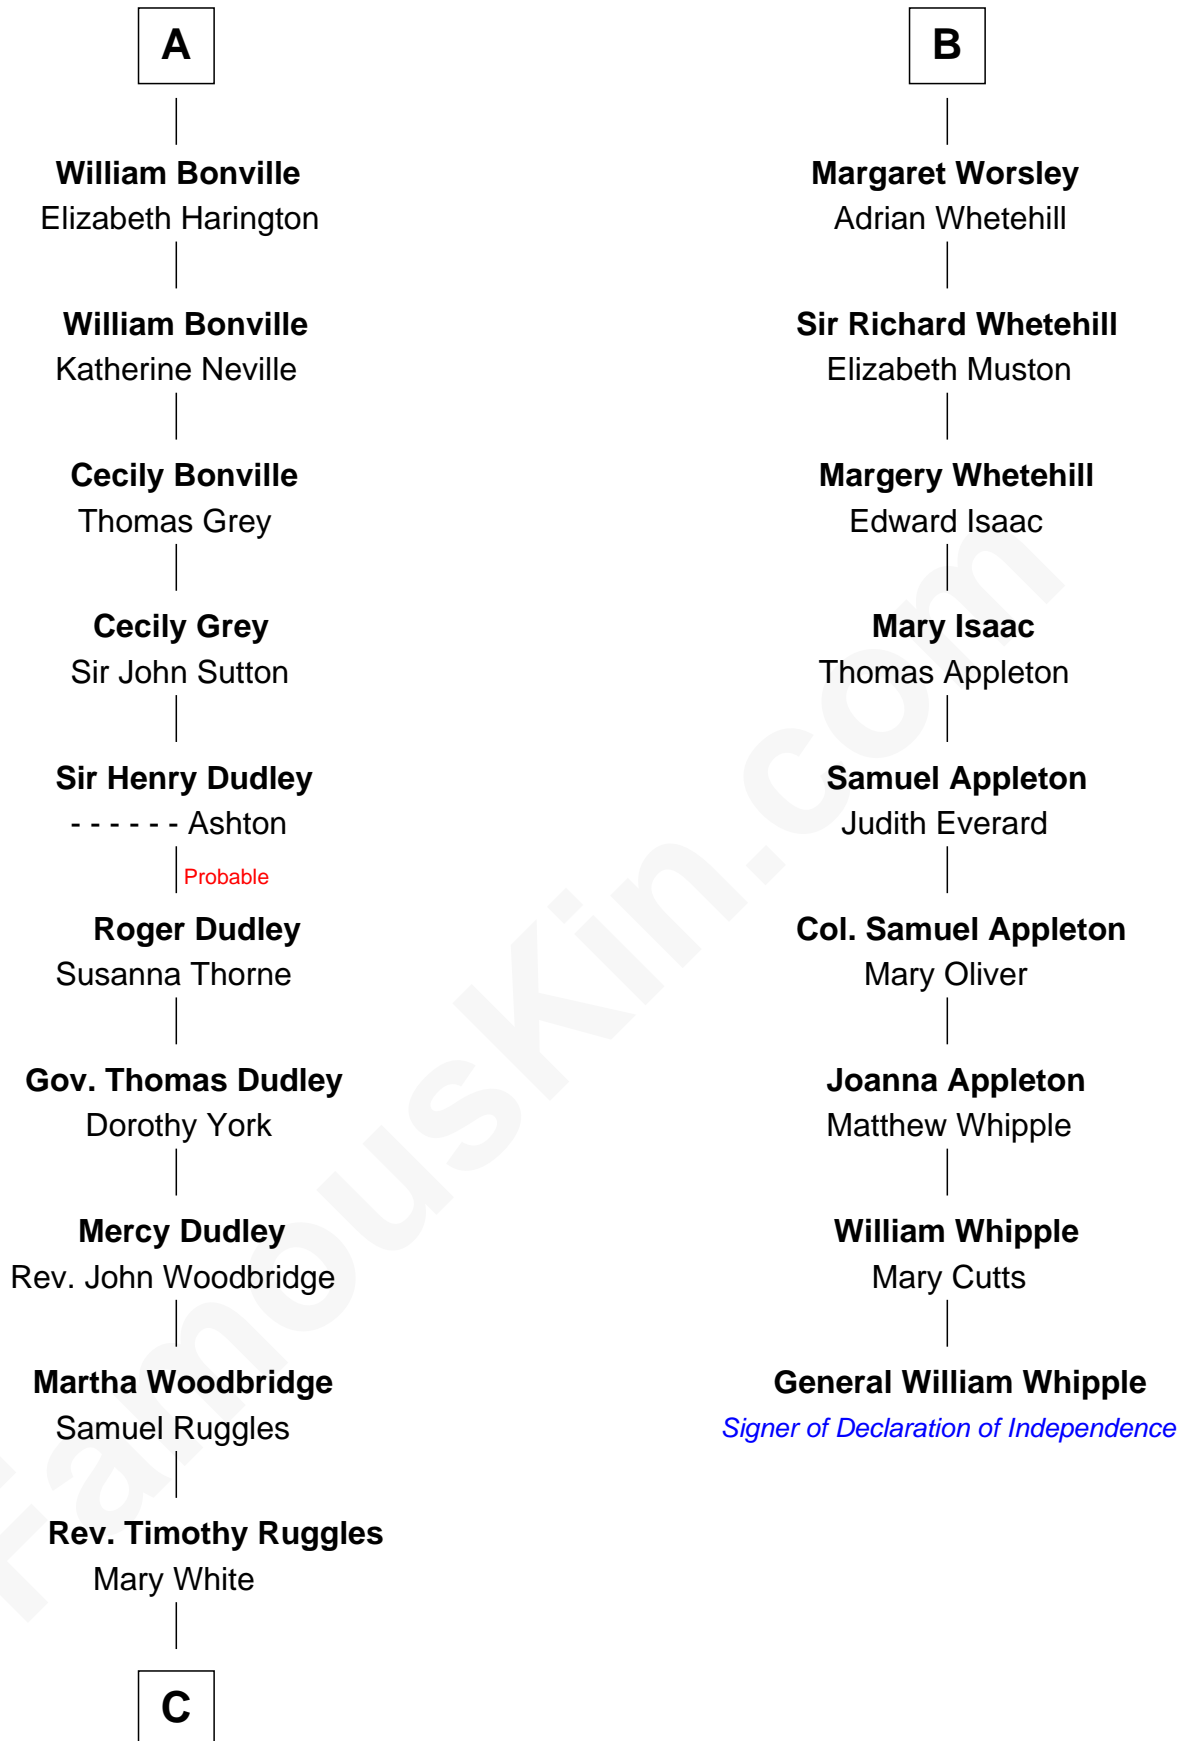 A
William Bonville
Elizabeth Harington
William Bonville
Katherine Neville
Cecily Bonville
Thomas Grey
Cecily Grey
Sir John Sutton
Sir Henry Dudley
- - - - - - Ashton
Probable
Roger Dudley
Susanna Thorne
Gov. Thomas Dudley
Dorothy York
Mercy Dudley
Rev. John Woodbridge
Martha Woodbridge
Samuel Ruggles
Rev. Timothy Ruggles
Mary White
C
B
Margaret Worsley
Adrian Whetehill
Sir Richard Whetehill
Elizabeth Muston
Margery Whetehill
Edward Isaac
Mary Isaac
Thomas Appleton
Samuel Appleton
Judith Everard
Col. Samuel Appleton
Mary Oliver
Joanna Appleton
Matthew Whipple
William Whipple
Mary Cutts
General William Whipple
Signer of Declaration of Independence
FamousKin.com